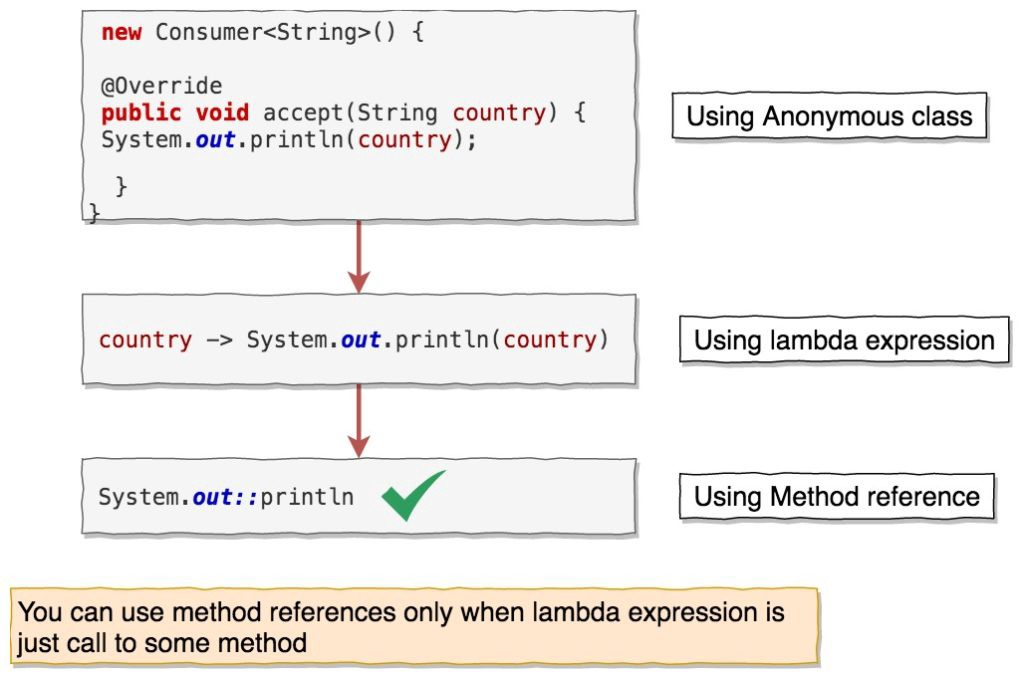 new Consumer<String>() {
@Override
public void accept(String country) {
System.out.println(country);
}
}
Using Anonymous class
country -> System.out.println(country)
Using lambda expression
System.out::println
Using Method reference
You can use method references only when lambda expression is
just call to some method